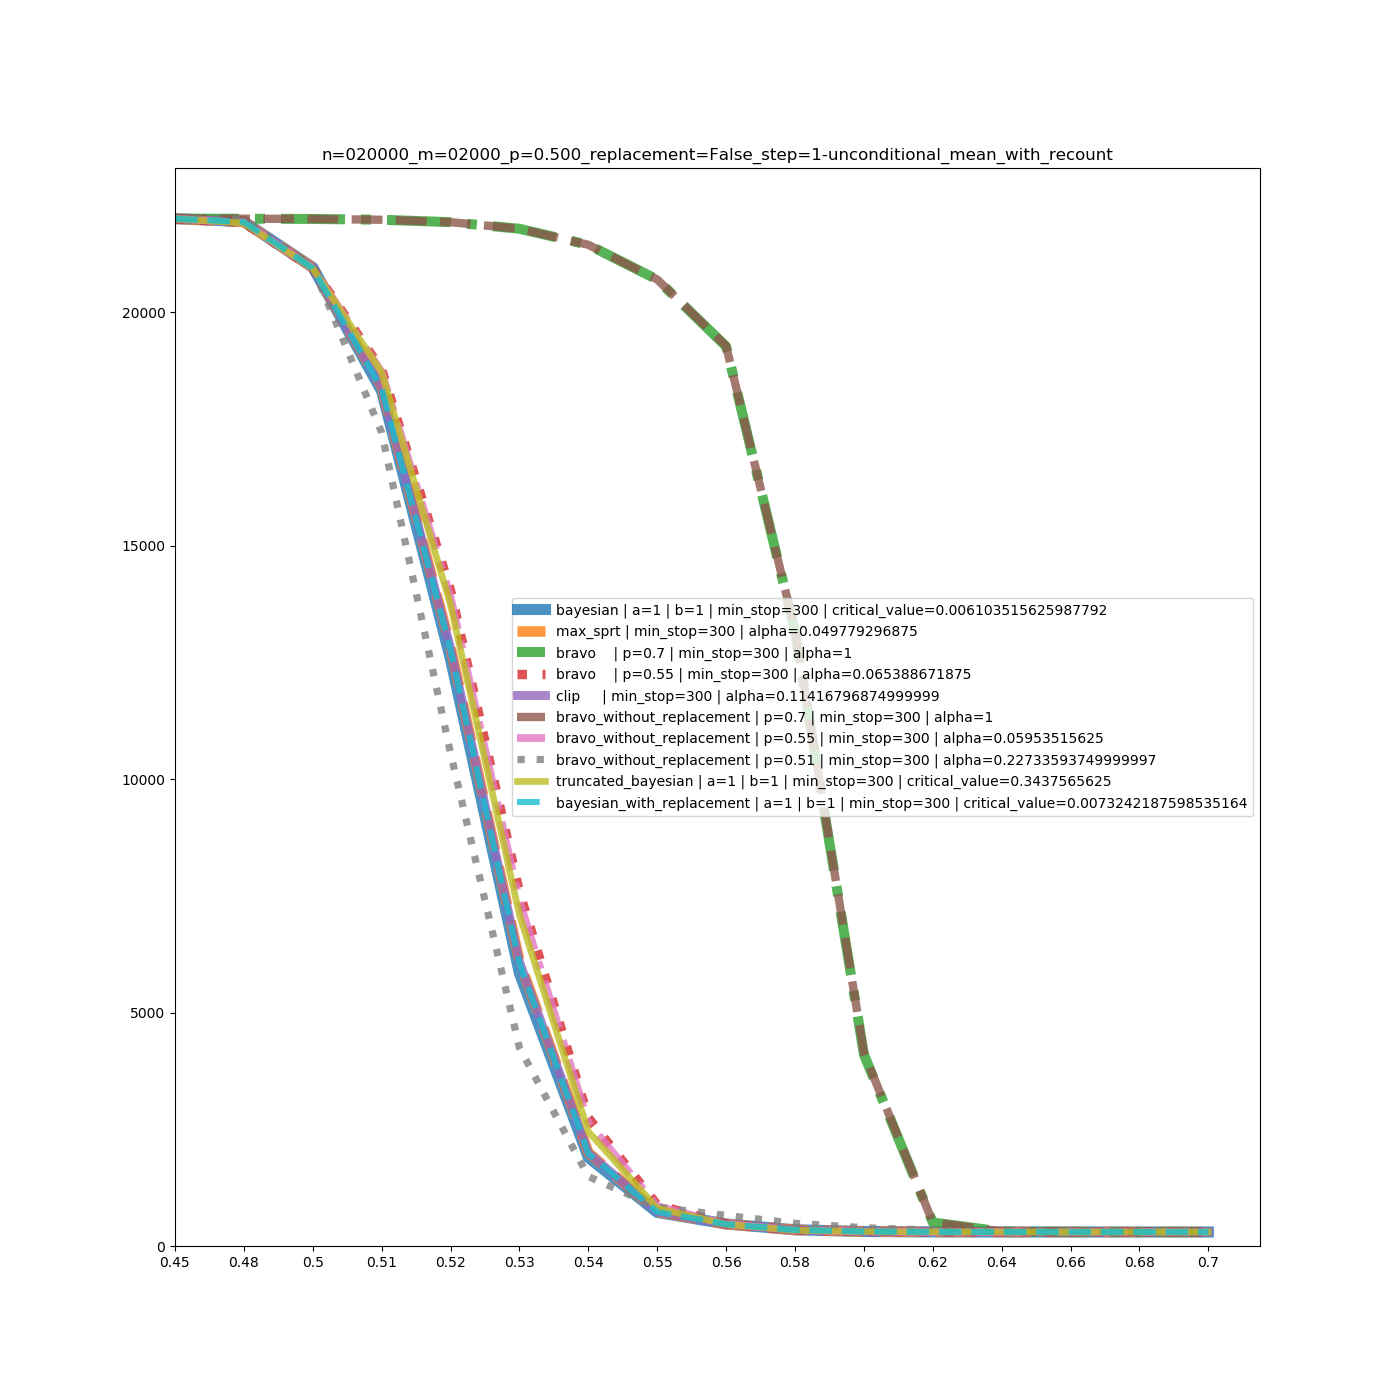 n=020000_m=02000_p=0.500_replacement=False_step=1-unconditional_mean_with_recount
20000
15000
10000
5000
0
bayesian | a=1 | b=1 | min_stop=300 | critical_value=0.006103515625987792
max_sprt | min_stop=300 | alpha=0.049779296875
bravo    | p=0.7 | min_stop=300 | alpha=1
bravo    | p=0.55 | min_stop=300 | alpha=0.065388671875
clip     | min_stop=300 | alpha=0.11416796874999999
bravo_without_replacement | p=0.7 | min_stop=300 | alpha=1
bravo_without_replacement | p=0.55 | min_stop=300 | alpha=0.05953515625
bravo_without_replacement | p=0.51 | min_stop=300 | alpha=0.22733593749999997
truncated_bayesian | a=1 | b=1 | min_stop=300 | critical_value=0.3437565625
bayesian_with_replacement | a=1 | b=1 | min_stop=300 | critical_value=0.0073242187598535164
0.45 0.48 0.5 0.51 0.52 0.53 0.54 0.55 0.56 0.58 0.6 0.62 0.64 0.66 0.68 0.7